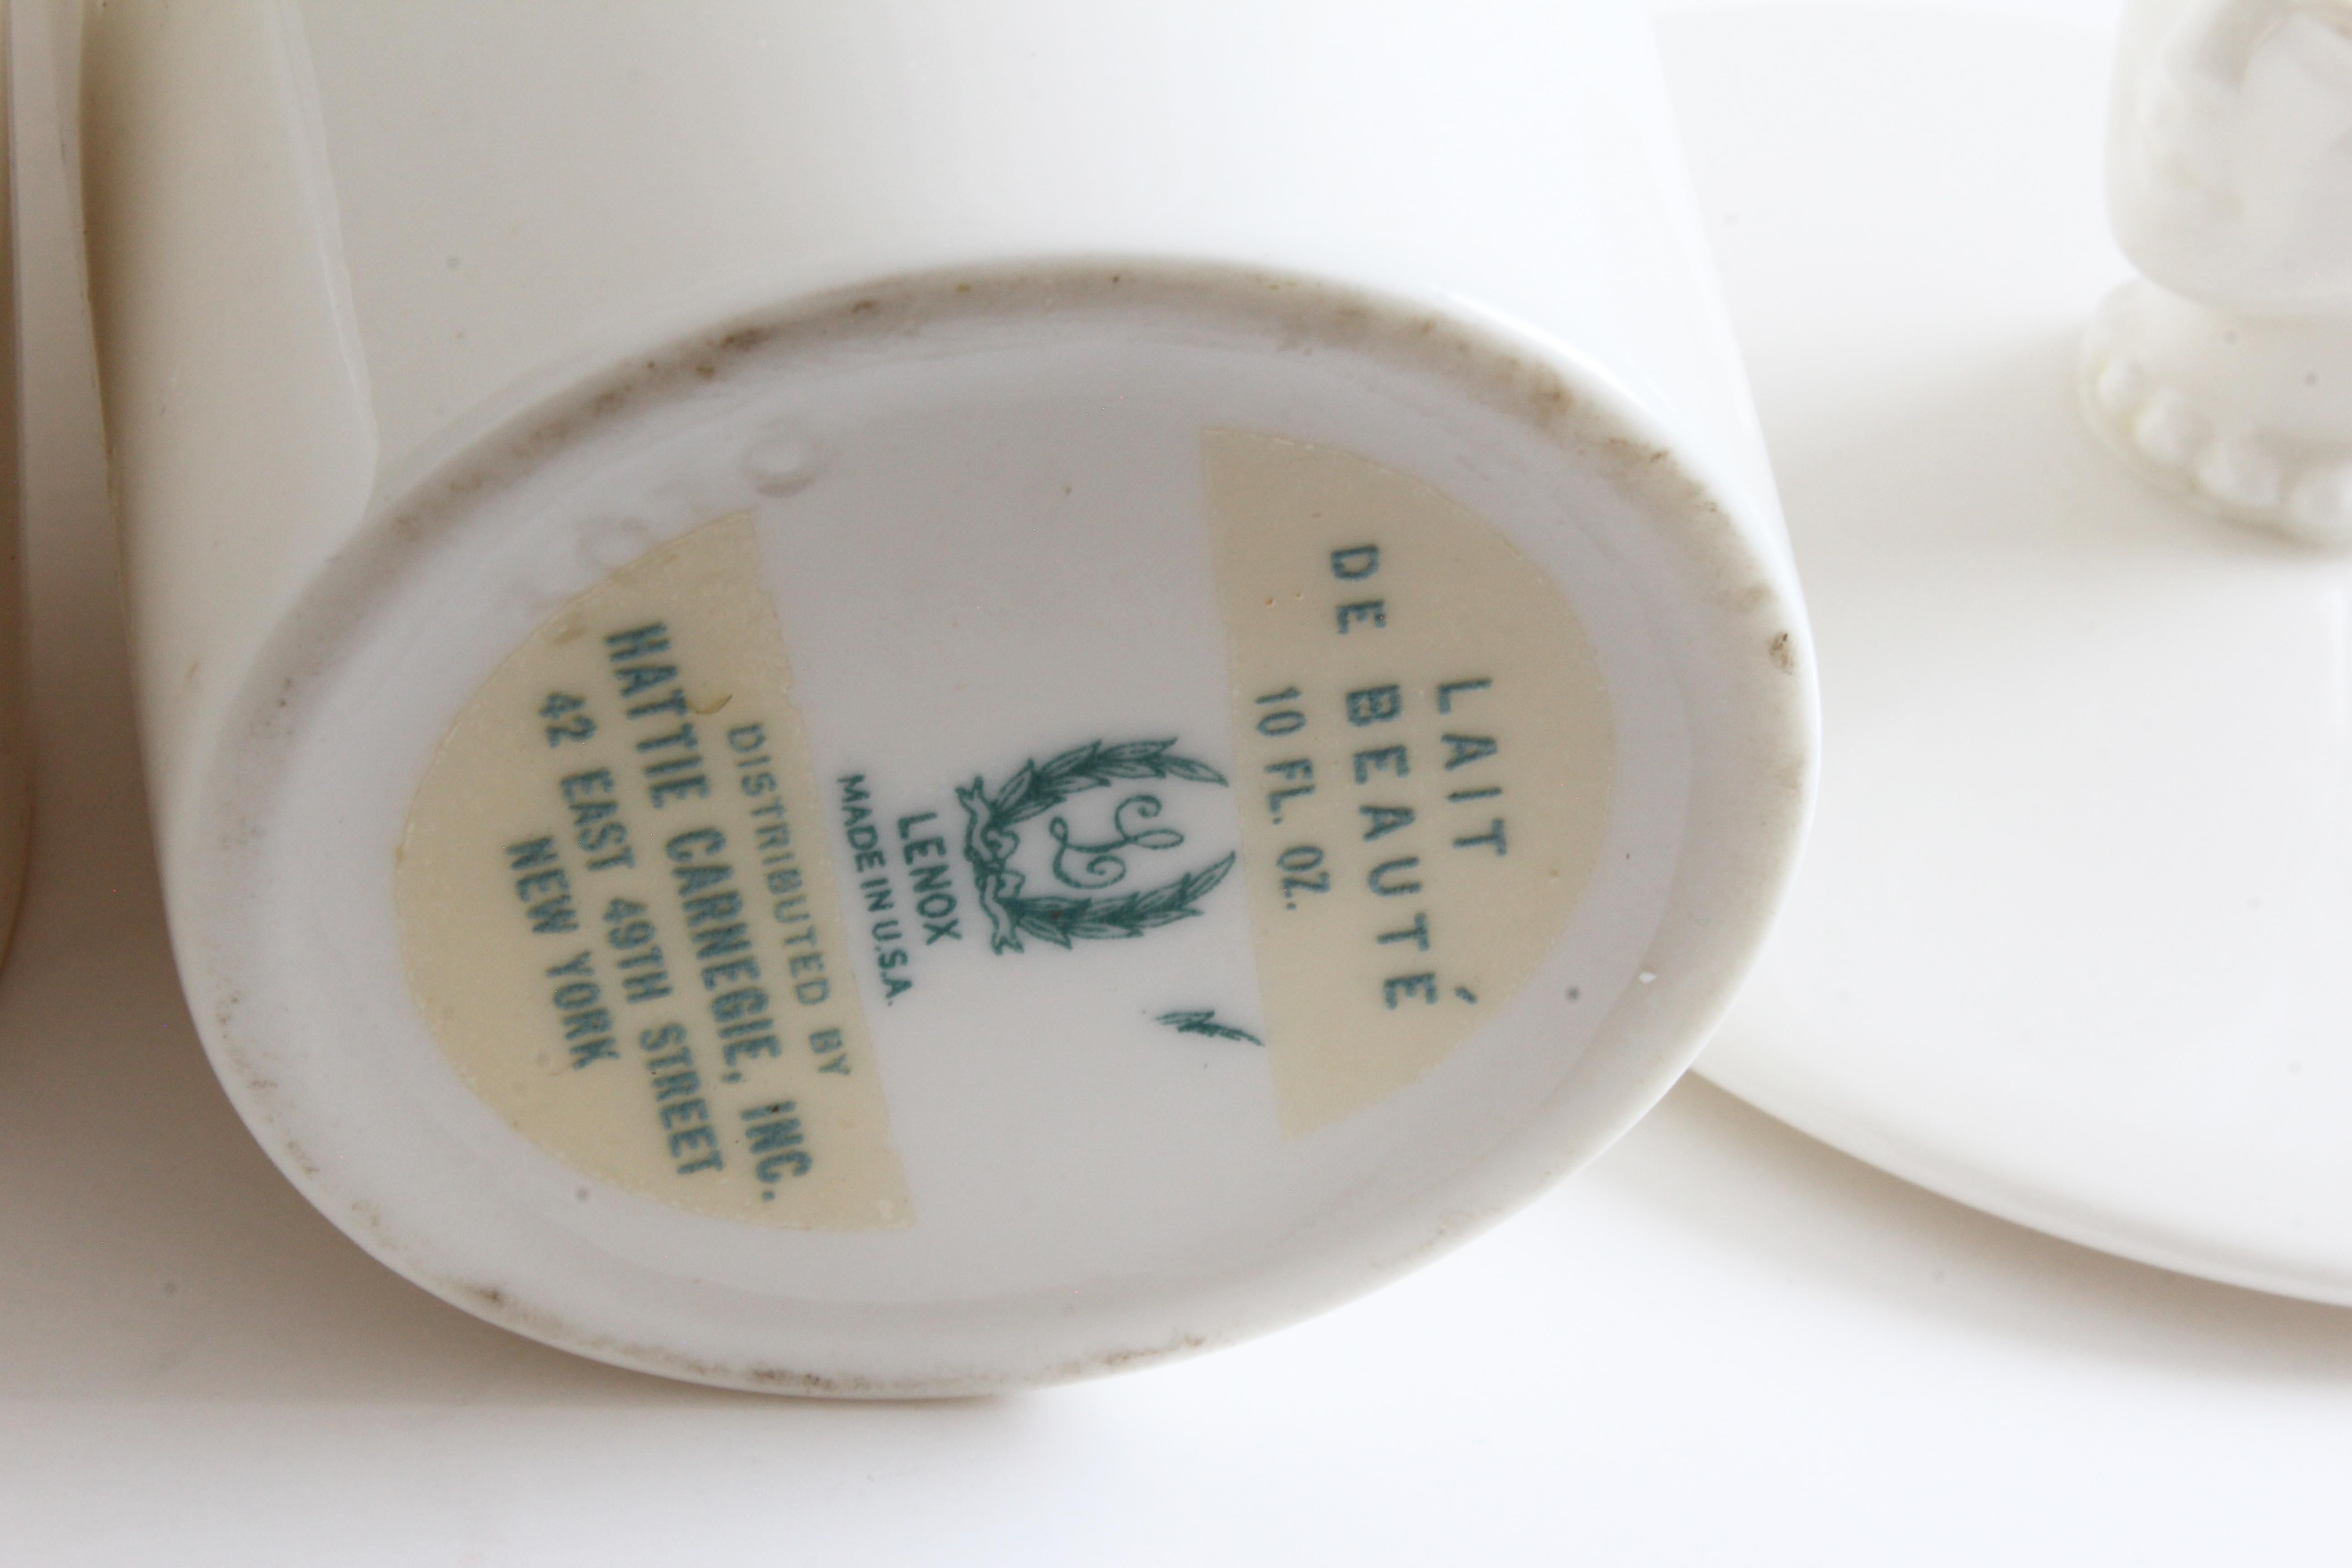 LAIT
DE BEAUTÉ
10 FL. OZ.
L
LENOX
MADE IN U.S.A.
DISTRIBUTED BY
HATTIE CARNEGIE, INC.
42 EAST 49TH STREET
NEW YORK